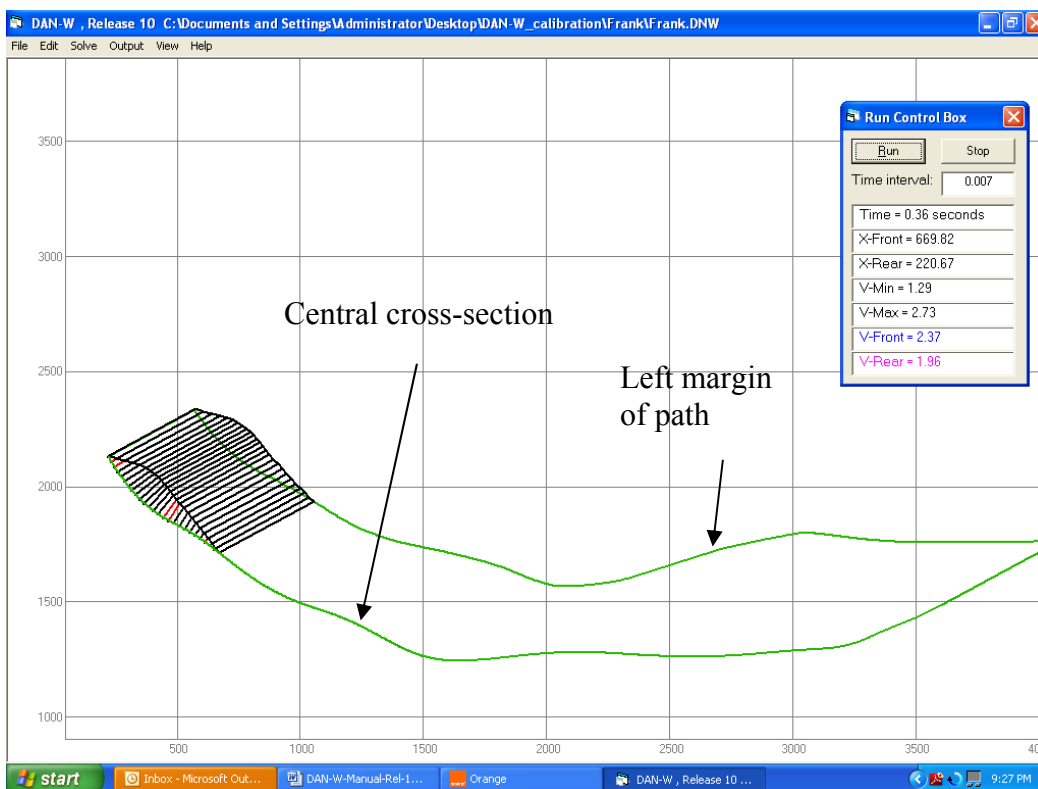 DAN-W , Release 10 C:\Documents and Settings\Administrator\Desktop\DAN-W_calibration\Frank\Frank.DNW
File Edit Solve Output View Help
3500
3000
2500
2000
1500
1000
500
1000
1500
2000
2500
3000
3500
40
Central cross-section
Left margin
of path
Run Control Box
Run Stop
Time interval: 0.007
Time = 0.36 seconds
X-Front = 669.82
X-Rear = 220.67
V-Min = 1.29
V-Max = 2.73
V-Front = 2.37
V-Rear = 1.96
start
Inbox - Microsoft Out...
DAN-W-Manual-Rel-1...
Orange
DAN-W , Release 10 ...
9:27 PM